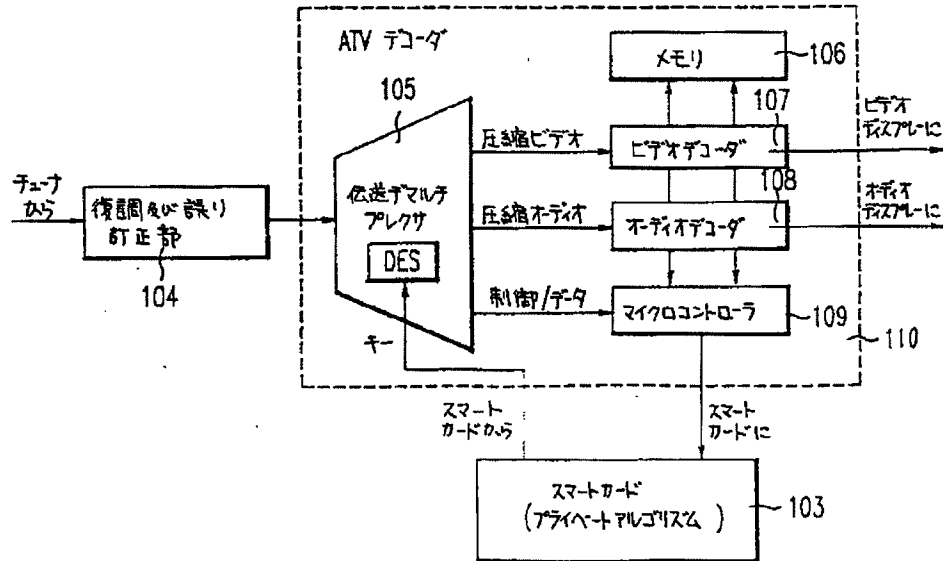 ATV デコーダ
メモリ
106
105
107
ビデオ
ディスプレーに
圧縮ビデオ
ビデオデコーダ
108
チューナ
から
復調及び誤り
訂正部
104
伝送デマルチ
プレクサ
圧縮オーディオ
オーディオデコーダ
オーディオ
ディスプレーに
DES
制御/データ
マイクロコントローラ
109
キー
110
スマート
カードから
スマート
カードに
スマートカード
(プライベートアルゴリズム)
103